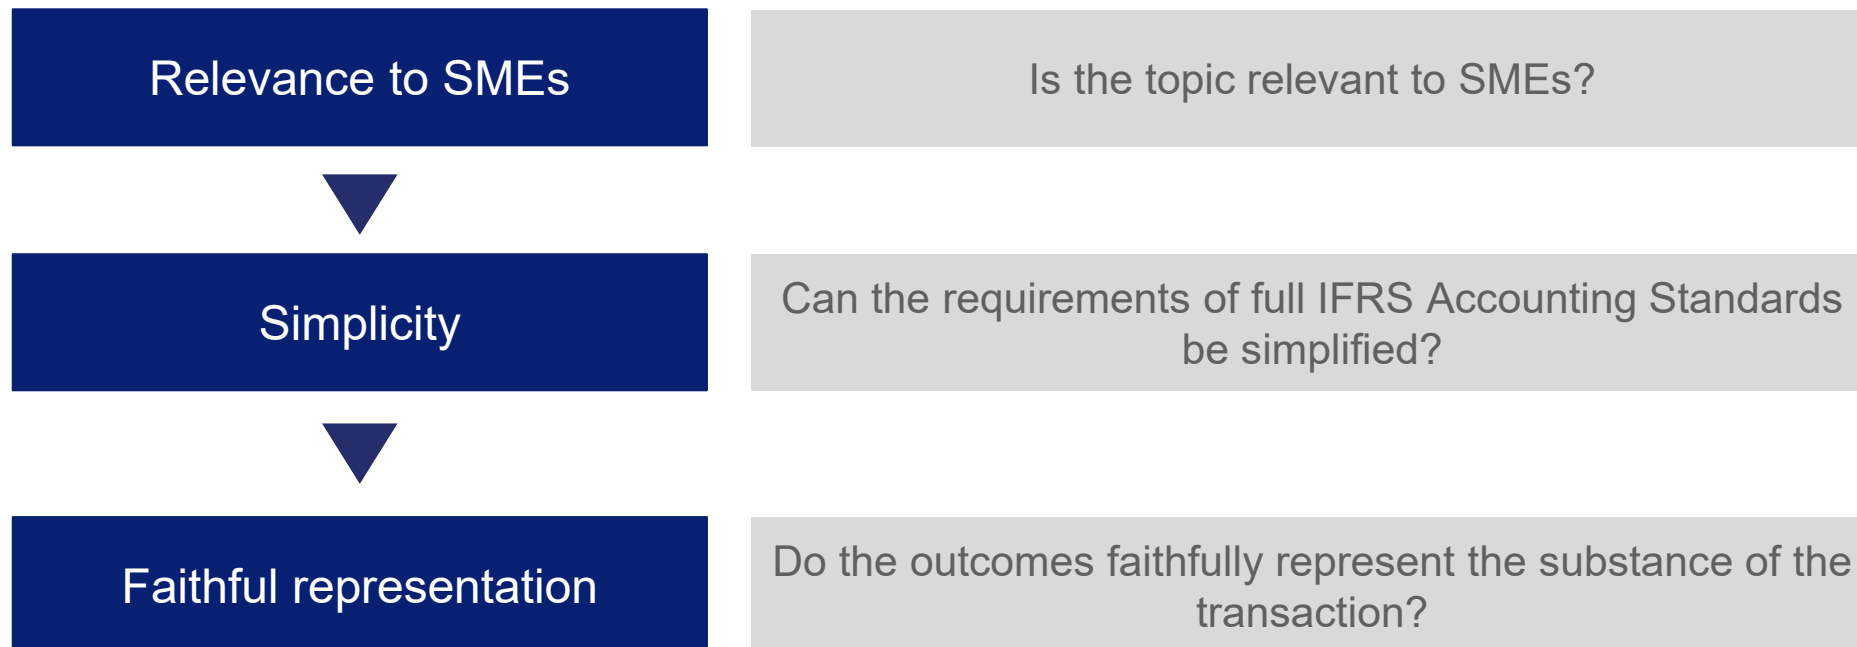 Relevance to SMEs
Is the topic relevant to SMEs?
Simplicity
Can the requirements of full IFRS Accounting Standards
be simplified?
Faithful representation
Do the outcomes faithfully represent the substance of the
transaction?